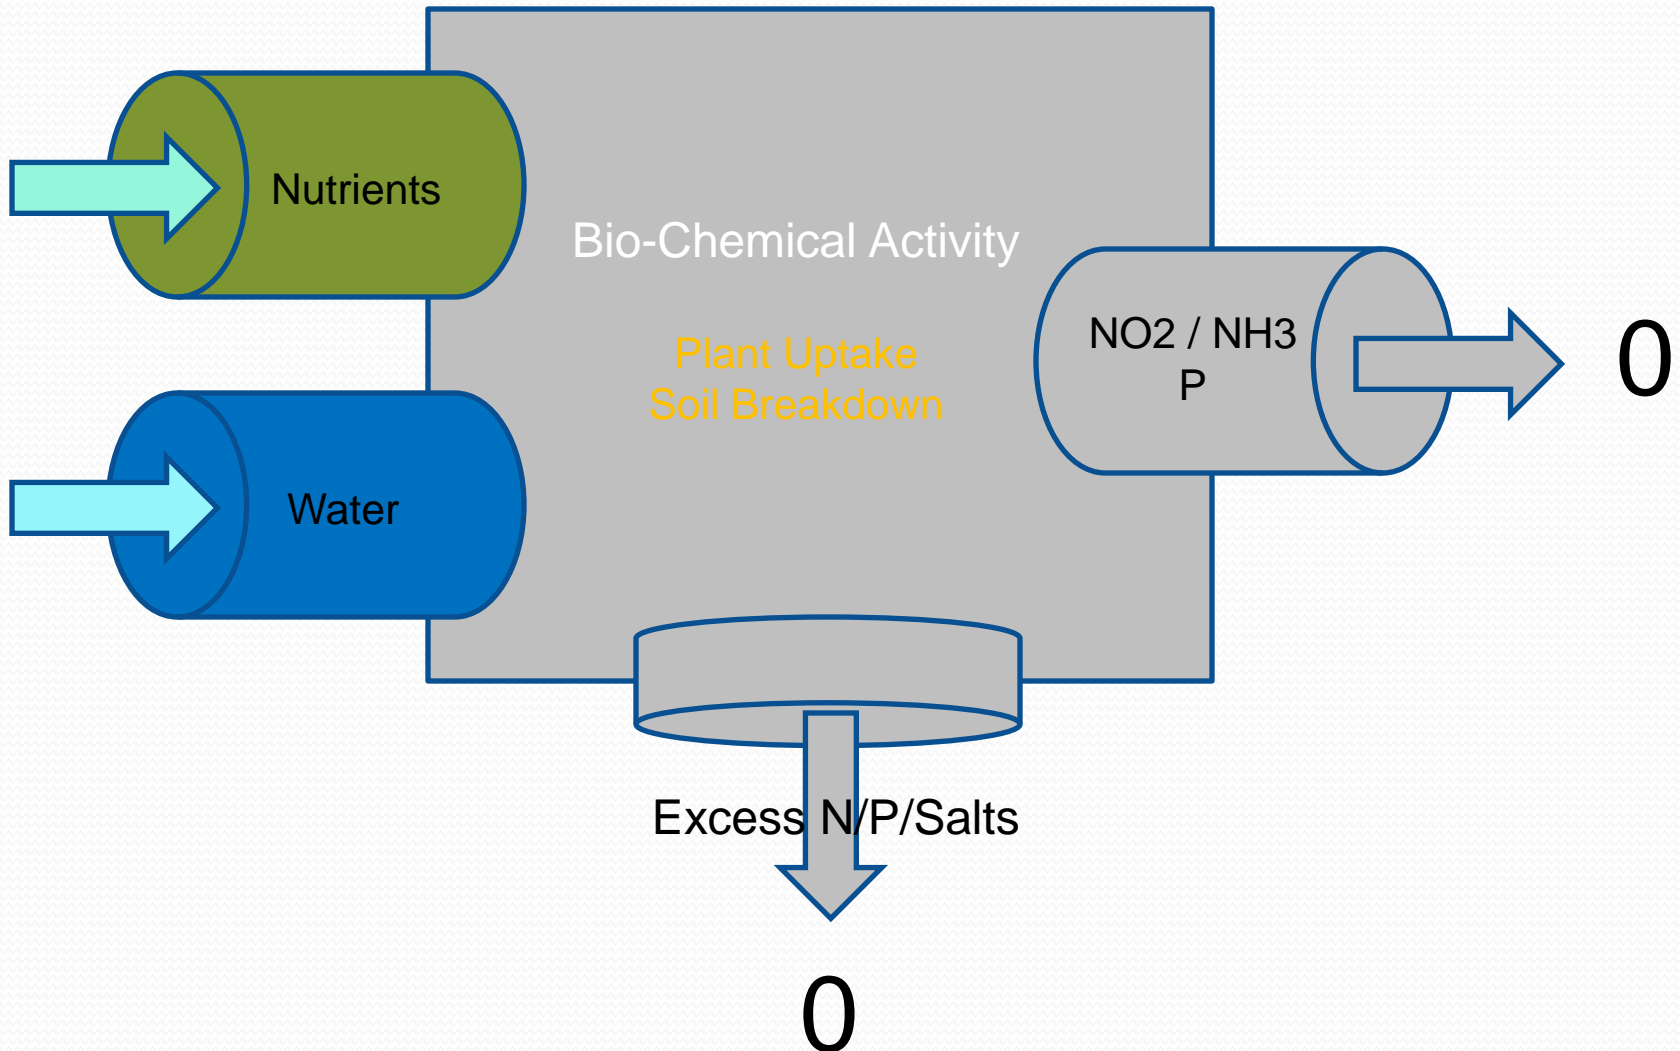 Nutrients
Bio-Chemical Activity
Plant Uptake
Soil Breakdown
NO2 / NH3
P
0
Water
Excess N/P/Salts
0